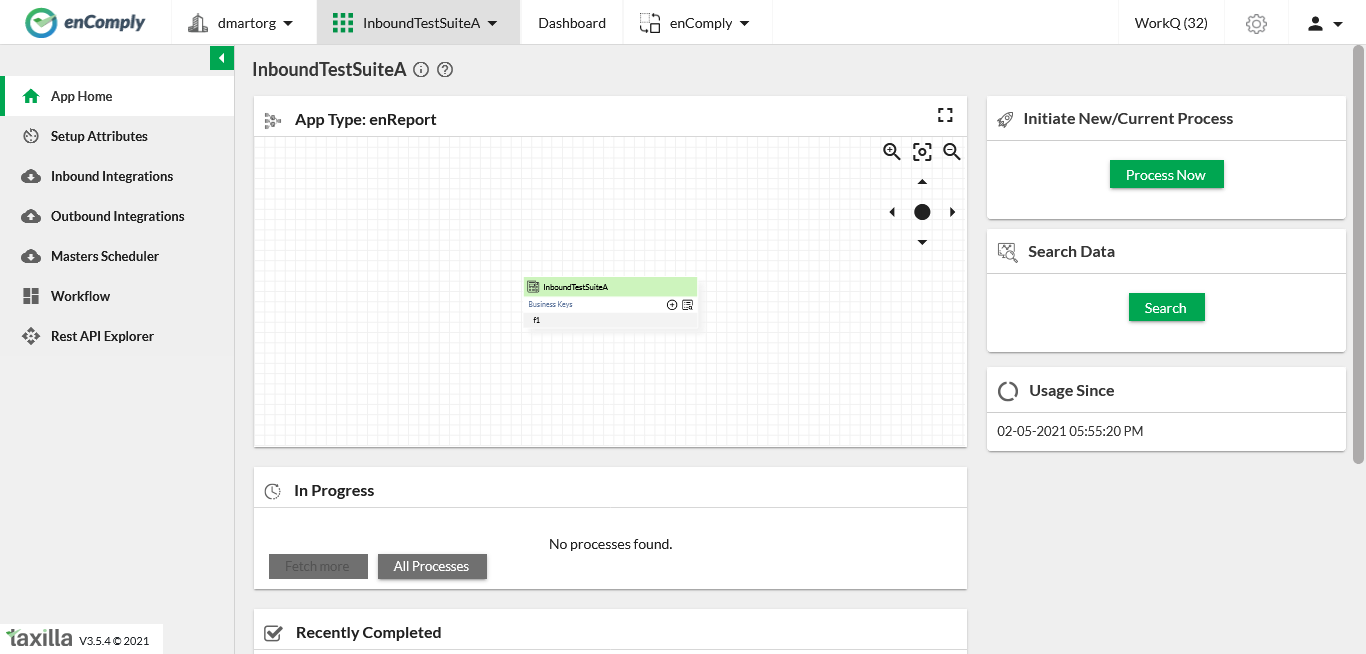 enComply
dmartorg
InboundTestSuiteA
Dashboard
enComply
WorkQ (32)
App Home
Setup Attributes
Inbound Integrations
Outbound Integrations
Masters Scheduler
Workflow
Rest API Explorer
taxilla V3.5.4 © 2021
InboundTestSuiteA
App Type: enReport
InboundTestSuiteA
Business Keys
f1
In Progress
No processes found.
Fetch more
All Processes
Recently Completed
Initiate New/Current Process
Process Now
Search Data
Search
Usage Since
02-05-2021 05:55:20 PM